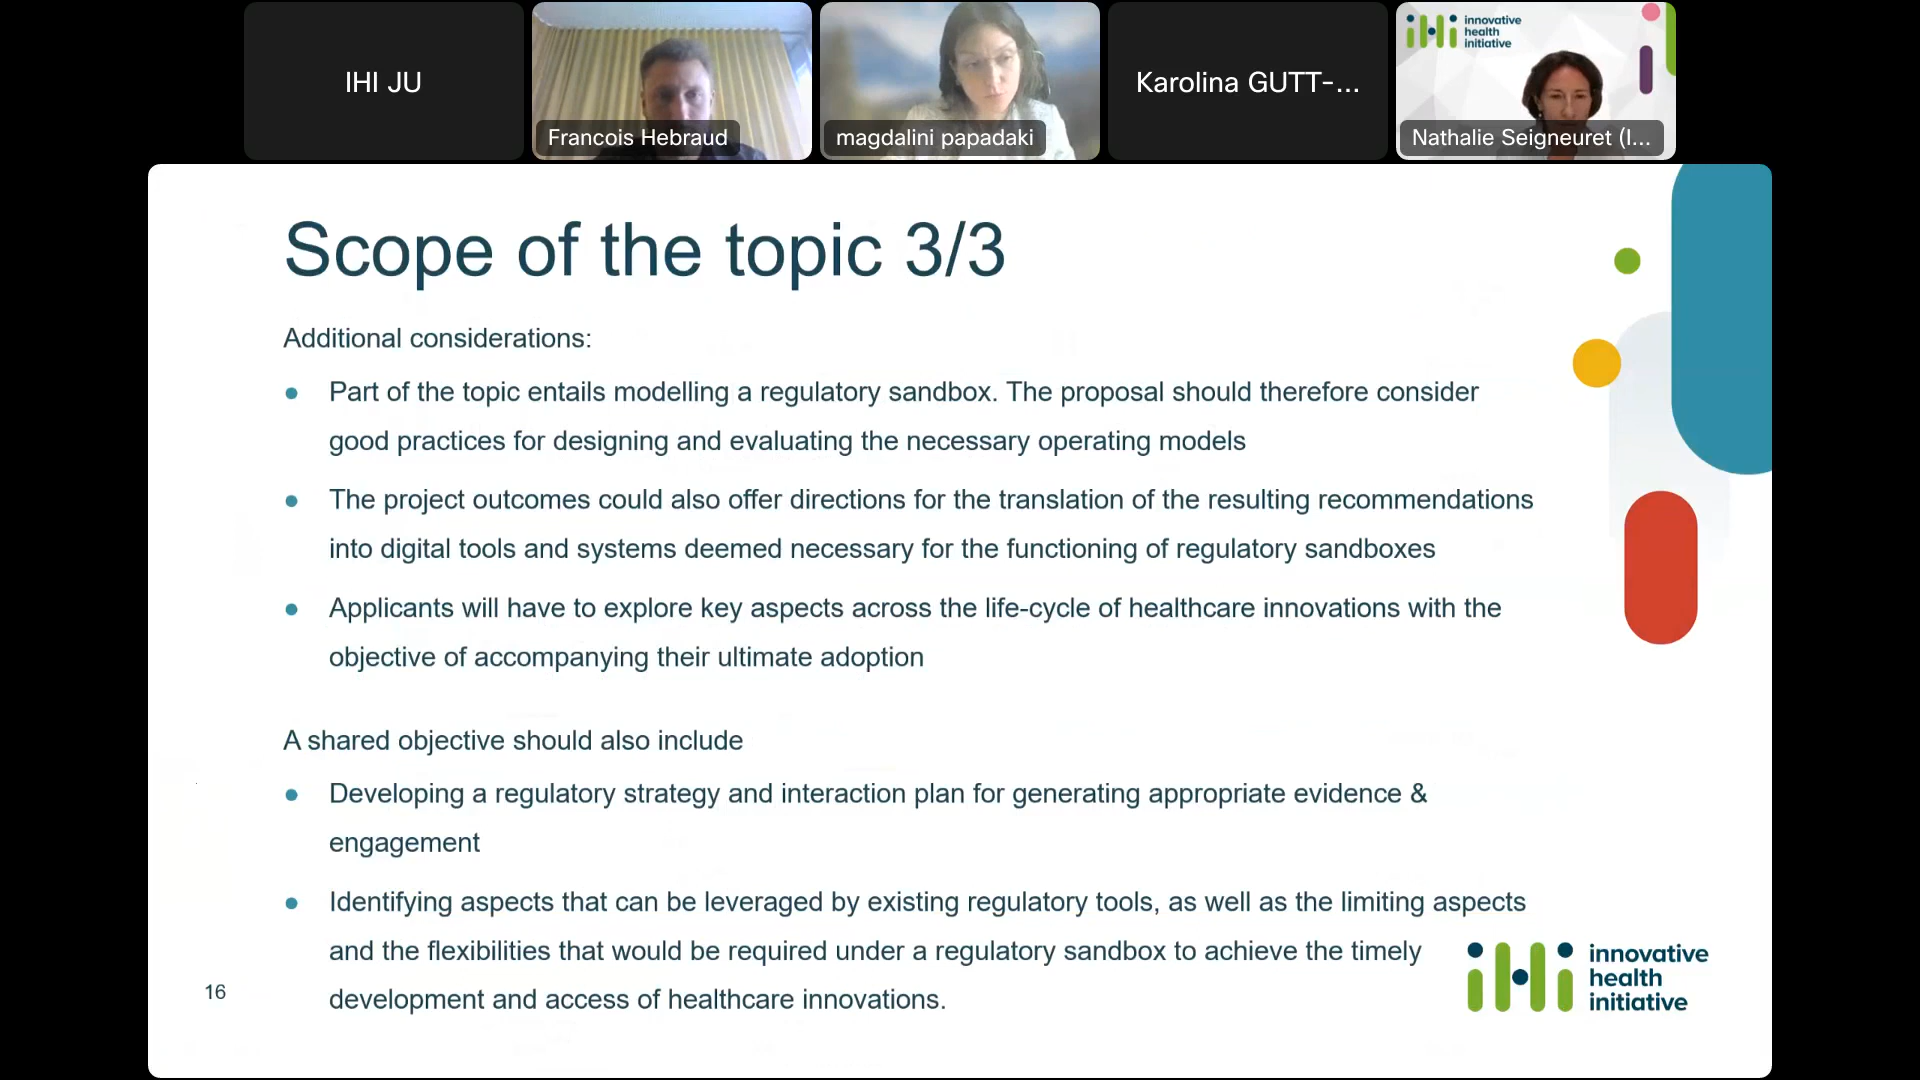 IHI JU
Francois Hebraud
magdalini papadaki
Karolina GUTT-...
innovative
health
initiative
Nathalie Seigneuret (I...
Scope of the topic 3/3
Additional considerations:
● Part of the topic entails modelling a regulatory sandbox. The proposal should therefore consider
good practices for designing and evaluating the necessary operating models
● The project outcomes could also offer directions for the translation of the resulting recommendations
into digital tools and systems deemed necessary for the functioning of regulatory sandboxes
● Applicants will have to explore key aspects across the life-cycle of healthcare innovations with the
objective of accompanying their ultimate adoption
A shared objective should also include
● Developing a regulatory strategy and interaction plan for generating appropriate evidence &
engagement
● Identifying aspects that can be leveraged by existing regulatory tools, as well as the limiting aspects
and the flexibilities that would be required under a regulatory sandbox to achieve the timely
development and access of healthcare innovations.
16
iHi innovative
health
initiative